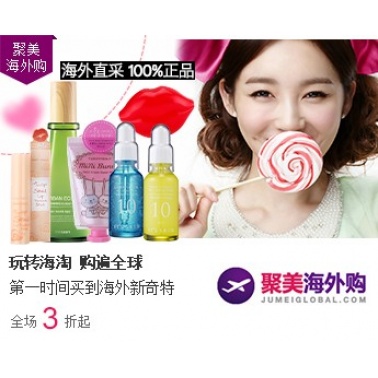 聚美
海外购
海外直采 100%正品
10
玩转海淘 购遍全球
第一时间买到海外新奇特
全场 3 折起
聚美海外购
JUMEIGLOBAL.COM